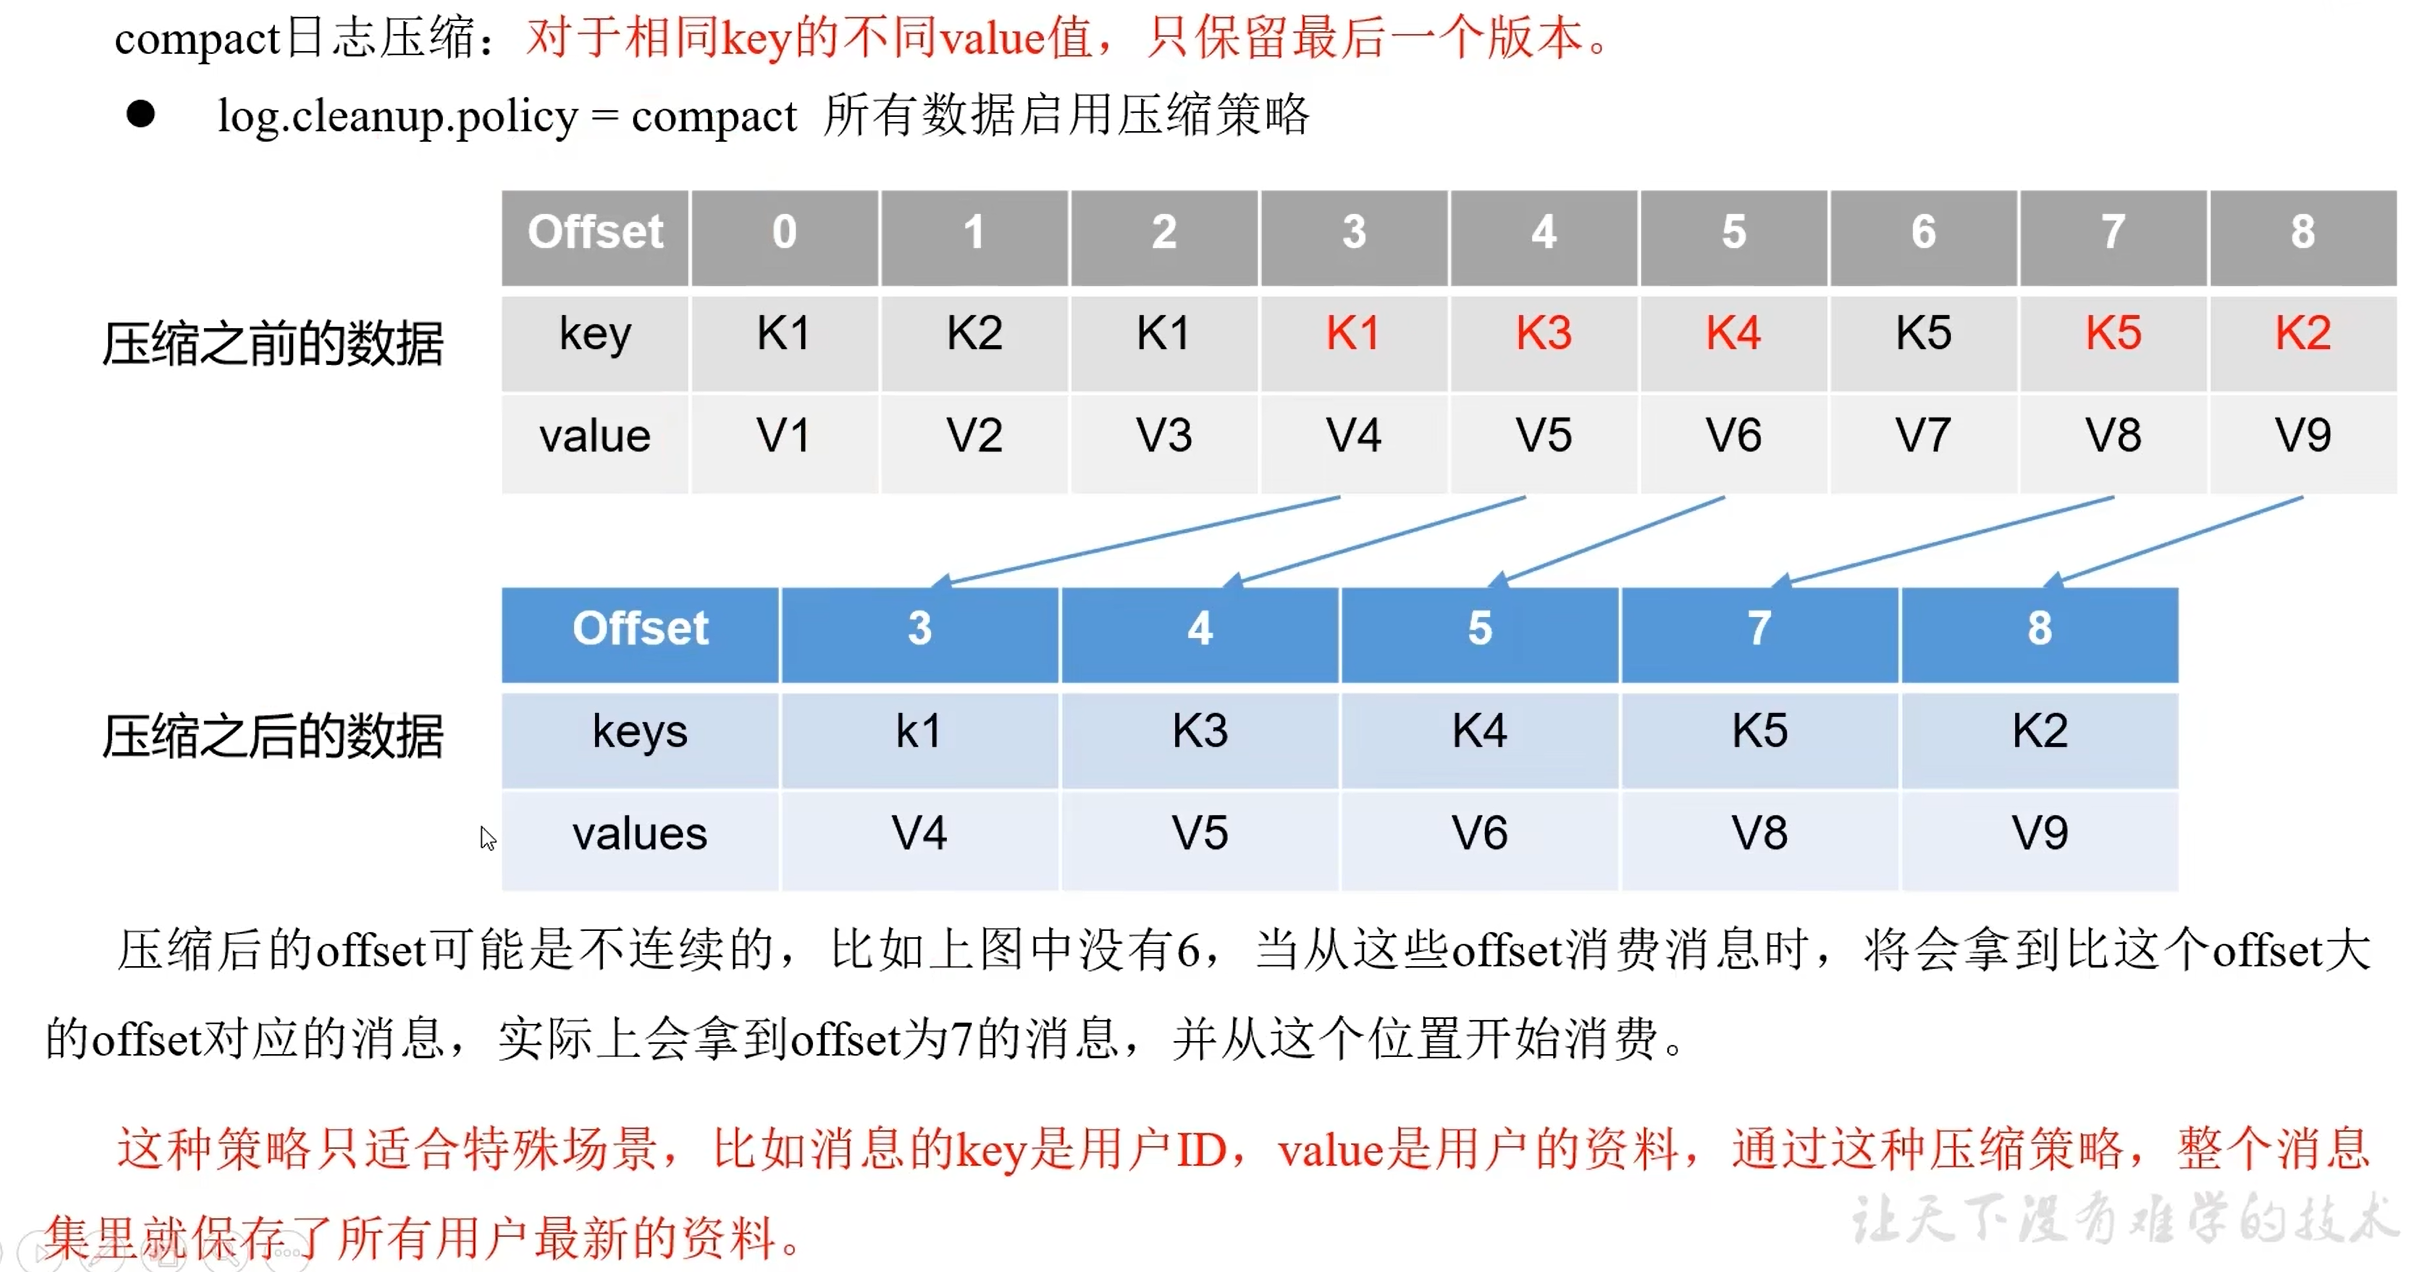 compact日志压缩：对于相同key的不同value值，只保留最后一个版本。
● log.cleanup.policy = compact 所有数据启用压缩策略
Offset 0 1 2 3 4 5 6 7 8
压缩之前的数据 key K1 K2 K1 K1 K3 K4 K5 K5 K2
value V1 V2 V3 V4 V5 V6 V7 V8 V9
Offset 3 4 5 7 8
压缩之后的数据 keys k1 K3 K4 K5 K2
values V4 V5 V6 V8 V9
压缩后的offset可能是不连续的，比如上图中没有6，当从这些offset消费消息时，将会拿到比这个offset大
的offset对应的消息，实际上会拿到offset为7的消息，并从这个位置开始消费。
这种策略只适合特殊场景，比如消息的key是用户ID，value是用户的资料，通过这种压缩策略，整个消息
集里就保存了所有用户最新的资料。
让天下没有难学的技术